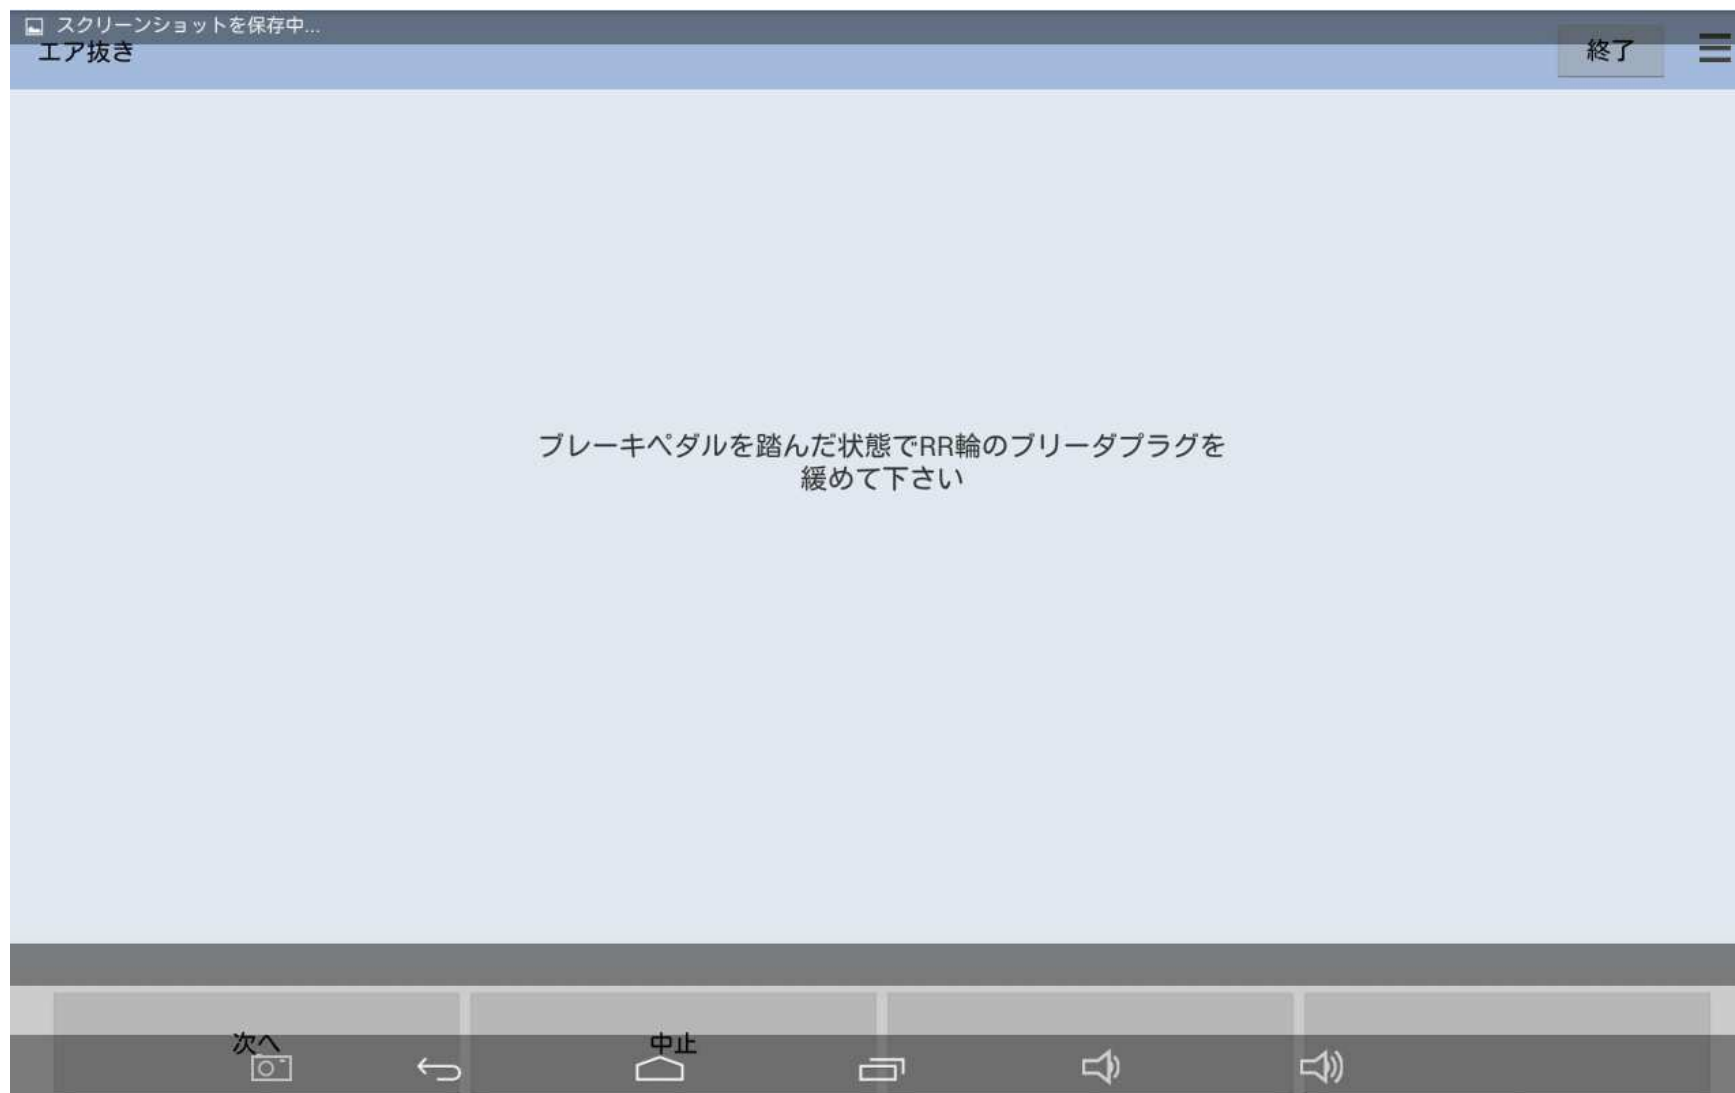 スクリーンショットを保存中...
エア抜き
終了
ブレーキペダルを踏んだ状態でRR輪のブリーダプラグを
緩めて下さい
次へ
中止